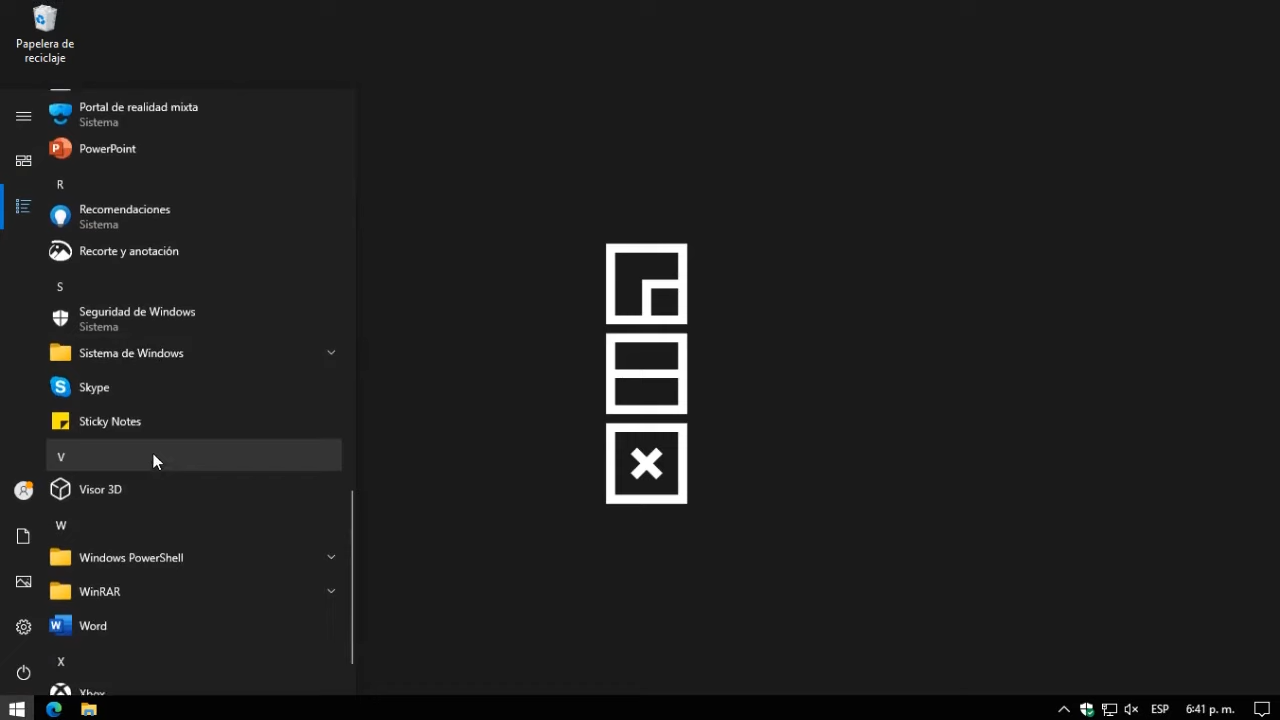 Papelera de
reciclaje
Portal de realidad mixta
Sistema
PowerPoint
R
Recomendaciones
Sistema
Recorte y anotación
S
Seguridad de Windows
Sistema
Sistema de Windows
Skype
Sticky Notes
V
Visor 3D
W
Windows PowerShell
WinRAR
Word
X
Xbox
ESP
6:41 p. m.